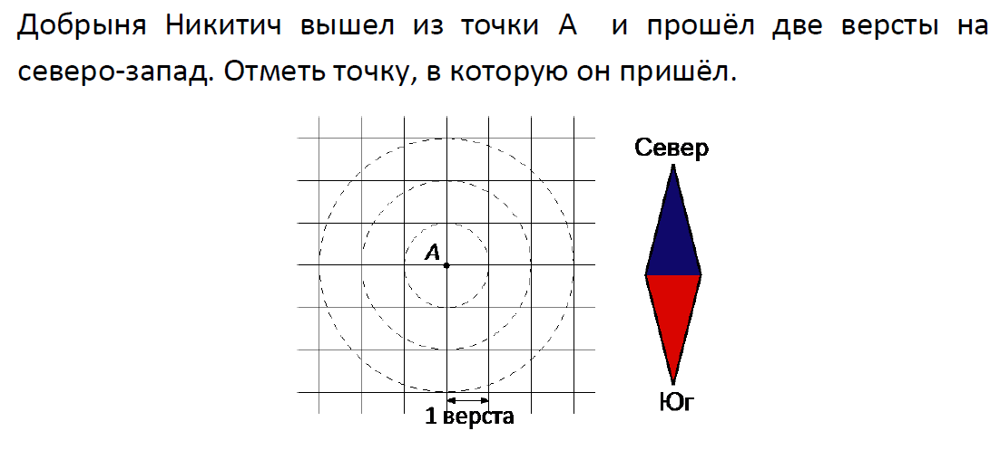 Добрыня Никитич вышел из точки А и прошёл две версты на
северо-запад. Отметь точку, в которую он пришёл.
Север
A
Юг
1 верста